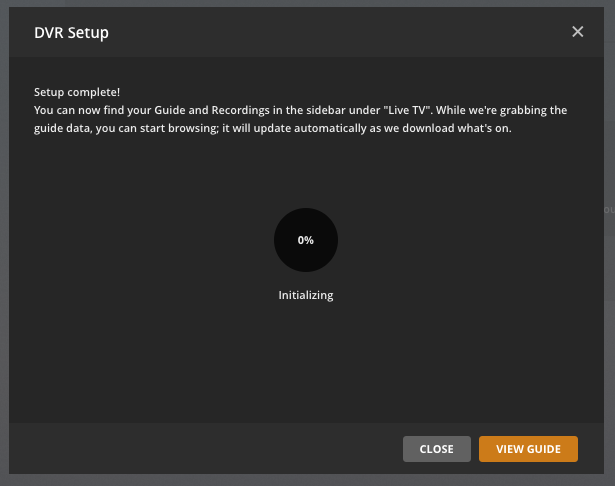 DVR Setup
Setup complete!
You can now find your Guide and Recordings in the sidebar under "Live TV". While we're grabbing the
guide data, you can start browsing; it will update automatically as we download what's on.
0%
Initializing
CLOSE VIEW GUIDE